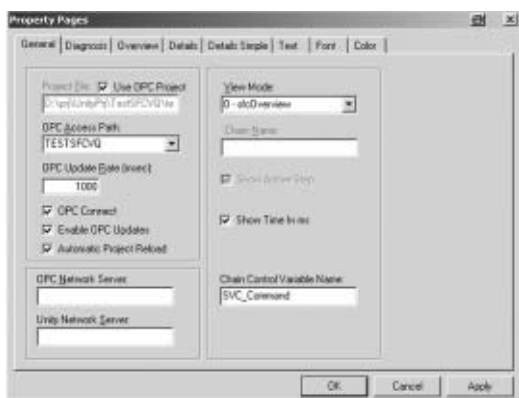 Property Pages
General Diagnosis Overview Details Details Simple Text Font Color
Project File: Use OPC Project
OPC Access Path:
TESTSFCVQ
OPC Update Rate (msec):
1000
OPC Connect
Enable OPC Updates
Automatic Project Reload
OPC Network Server:
Unity Network Server:
View Mode:
0 - sfcOverview
Chain Name:
Show Active Step
Show Time In ms
Chain Control Variable Name:
SVC_Command
OK Cancel Apply